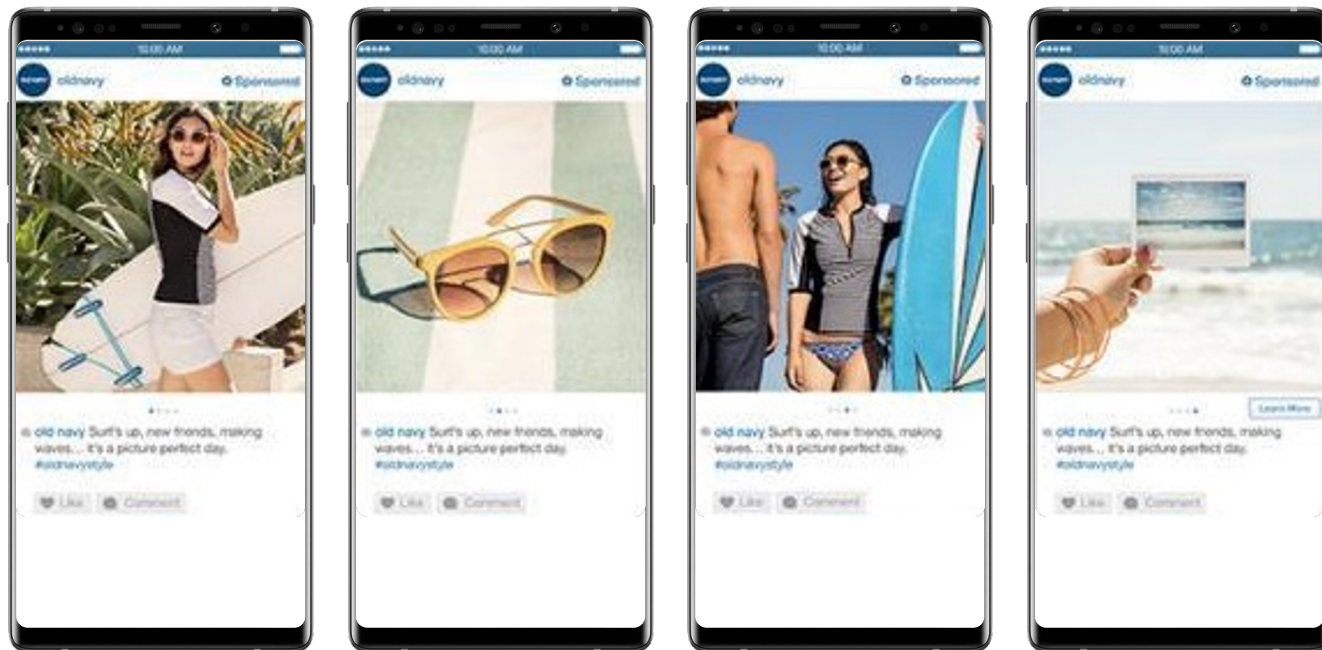 10:00 AM
oldnavy
Sponsored
old navy Surf's up, new friends, making
waves... it's a picture perfect day.
#oldnavystyle
Like Comment
10:00 AM
oldnavy
Sponsored
old navy Surf's up, new friends, making
waves... it's a picture perfect day.
#oldnavystyle
Like Comment
10:00 AM
oldnavy
Sponsored
old navy Surf's up, new friends, making
waves... it's a picture perfect day.
#oldnavystyle
Like Comment
10:00 AM
oldnavy
Sponsored
Learn More
old navy Surf's up, new friends, making
waves... it's a picture perfect day.
#oldnavystyle
Like Comment